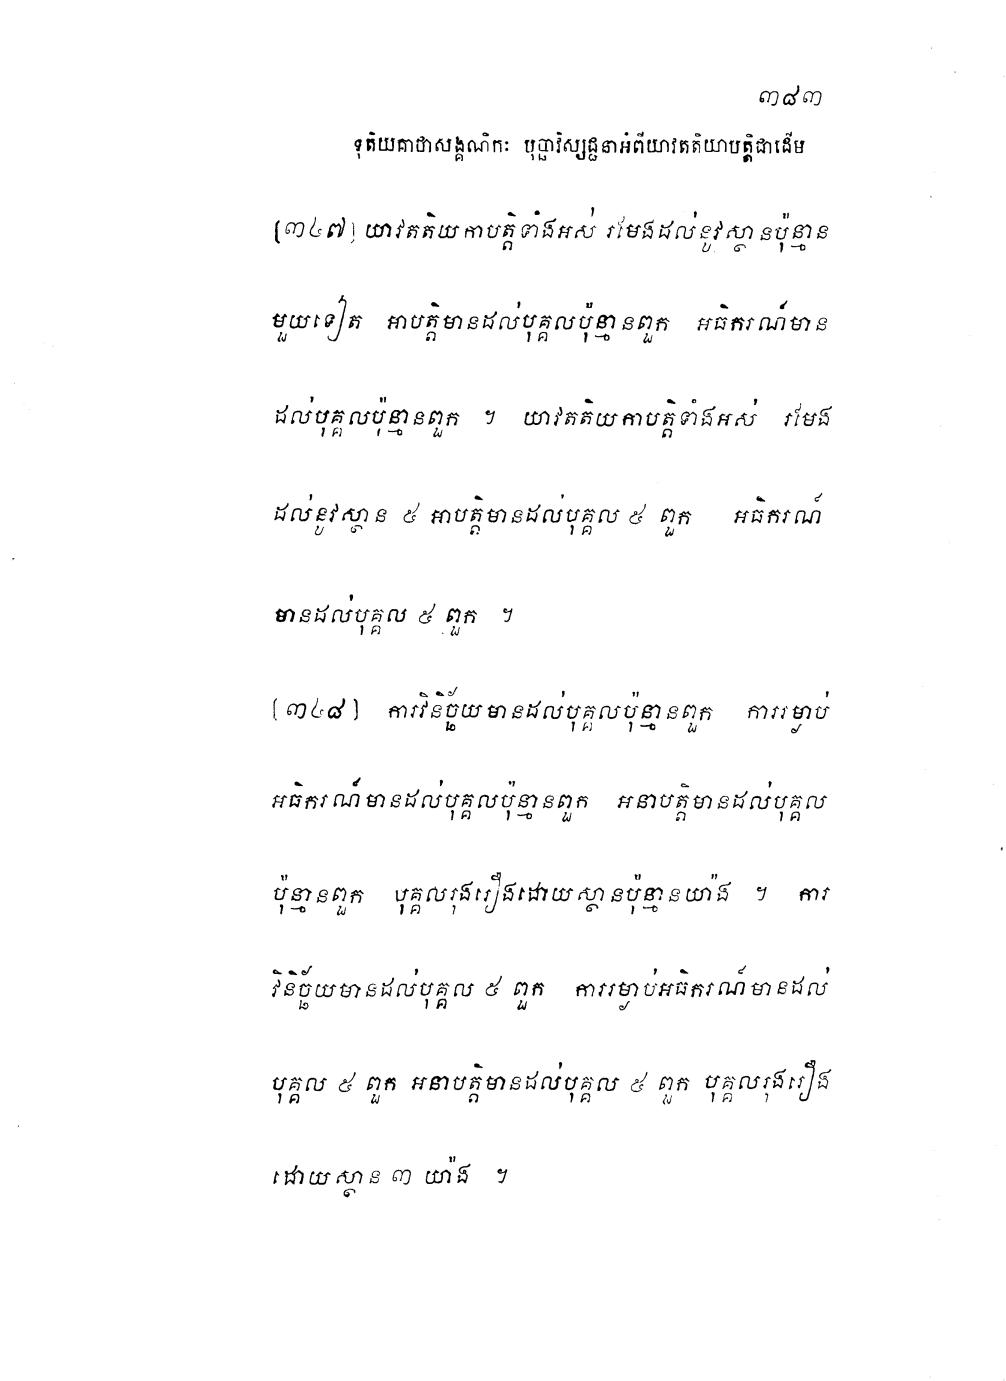 ៣៨៣
ទុតិយគាថាសង្គណិកៈ បុច្ឆាវិស្សជ្ជនាអំពីយាវតតិយាបត្តិជាដើម
[៣៤៧] យាវតតិយកាបត្តិទាំងអស់ រមែងដល់នូវស្ថានប៉ុន្មាន
មួយទៀត អាបត្តិមានដល់បុគ្គលប៉ុន្មានពួក អធិករណ៍មាន
ដល់បុគ្គលប៉ុន្មានពួក ។ យាវតតិយកាបត្តិទាំងអស់ រមែង
ដល់នូវស្ថាន ៥ អាបត្តិមានដល់បុគ្គល ៥ ពួក អធិករណ៍
មានដល់បុគ្គល ៥ ពួក ។
[៣៤៨] ការវិនិច្ឆ័យមានដល់បុគ្គលប៉ុន្មានពួក ការរម្ងាប់
អធិករណ៍មានដល់បុគ្គលប៉ុន្មានពួក អនាបត្តិមានដល់បុគ្គល
ប៉ុន្មានពួក បុគ្គលរុងរឿងដោយស្ថានប៉ុន្មានយ៉ាង ។ ការ
វិនិច្ឆ័យមានដល់បុគ្គល ៥ ពួក ការរម្ងាប់អធិករណ៍មានដល់
បុគ្គល ៥ ពួក អនាបត្តិមានដល់បុគ្គល ៥ ពួក បុគ្គលរុងរឿង
ដោយស្ថាន ៣ យ៉ាង ។